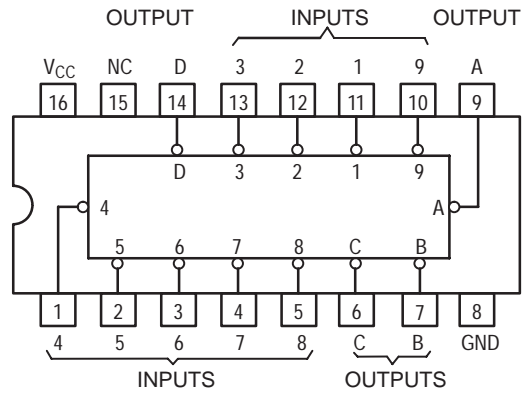 OUTPUT INPUTS OUTPUT
VCC NC D 3 2 1 9 A
16 15 14 13 12 11 10 9
D 3 2 1 9
4 A
5 6 7 8 C B
1 2 3 4 5 6 7 8
4 5 6 7 8 C B GND
INPUTS OUTPUTS